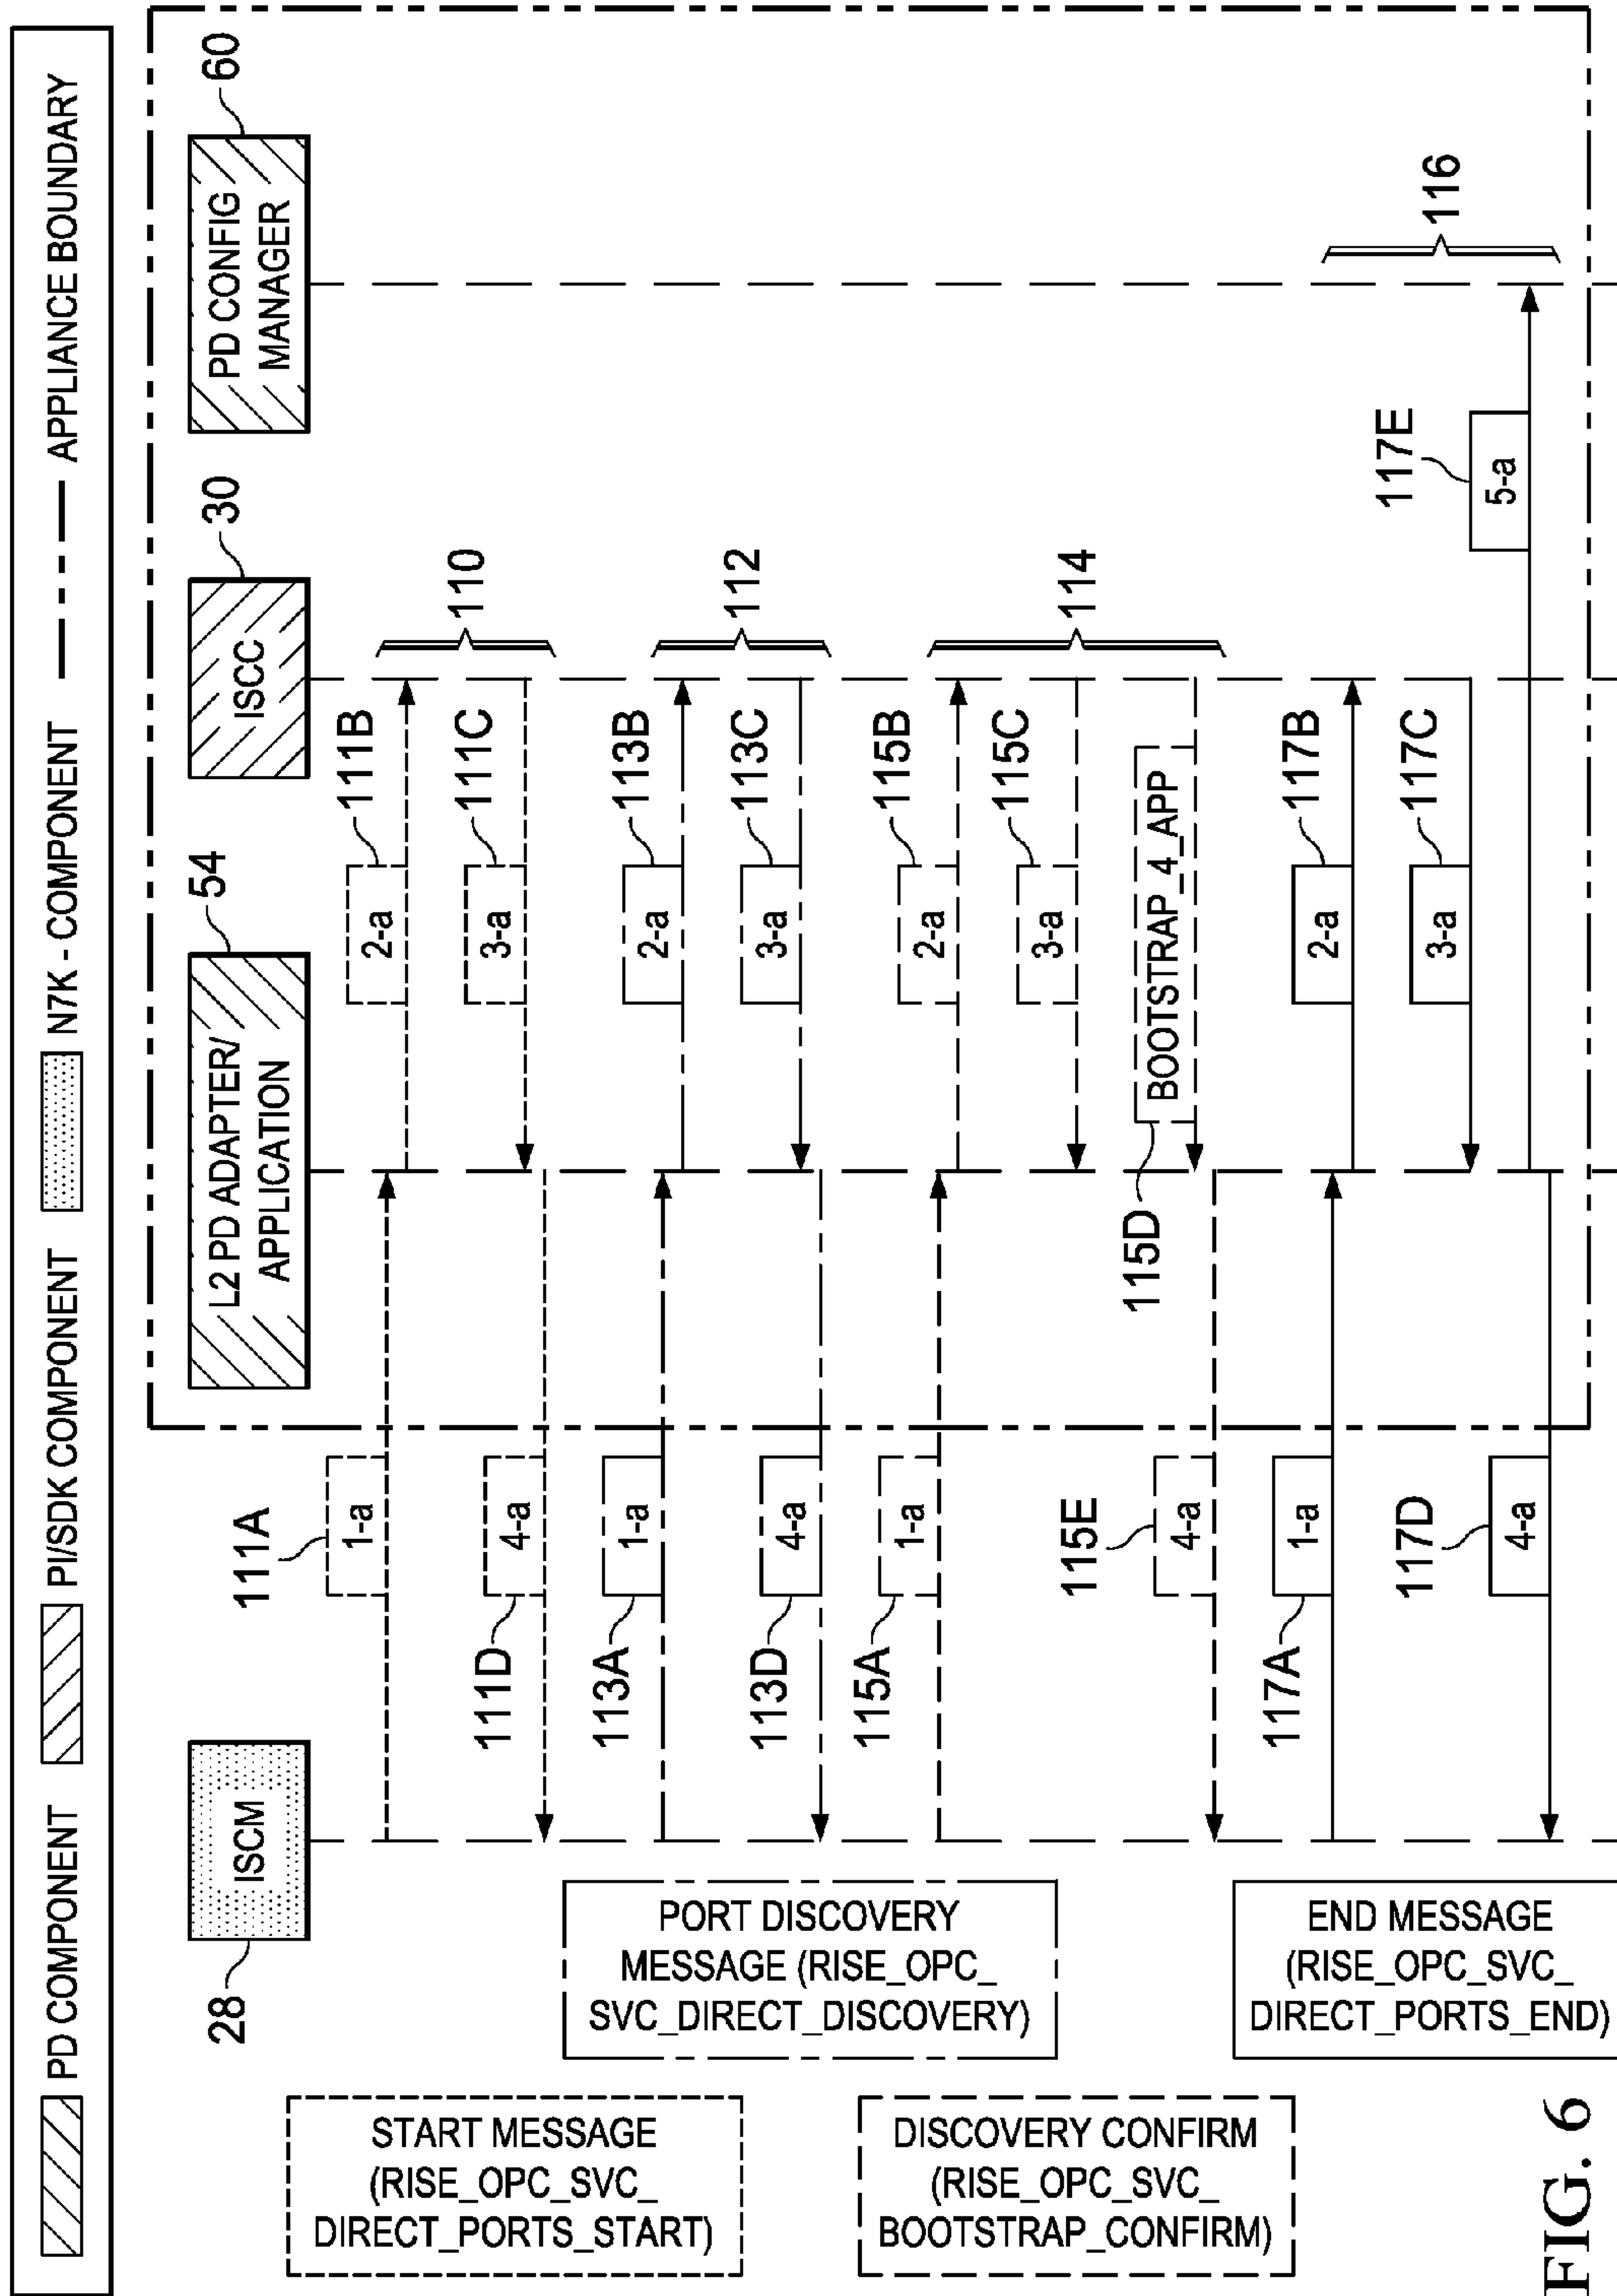 PD COMPONENT
PI/SDK COMPONENT
N7K - COMPONENT
APPLIANCE BOUNDARY
28
ISCM
54
L2 PD ADAPTER/
APPLICATION
30
ISCC
60
PD CONFIG
MANAGER
START MESSAGE
(RISE_OPC_SVC_
DIRECT_PORTS_START)
PORT DISCOVERY
MESSAGE (RISE_OPC_
SVC_DIRECT_DISCOVERY)
DISCOVERY CONFIRM
(RISE_OPC_SVC_
BOOTSTRAP_CONFIRM)
END MESSAGE
(RISE_OPC_SVC_
DIRECT_PORTS_END)
111A
1-a
2-a
111B
110
3-a
111C
111D
4-a
113A
1-a
2-a
113B
112
3-a
113C
113D
4-a
115A
1-a
2-a
115B
114
3-a
115C
115D
BOOTSTRAP_4_APP
115E
4-a
117A
1-a
2-a
117B
116
3-a
117C
117E
5-a
117D
4-a
FIG. 6